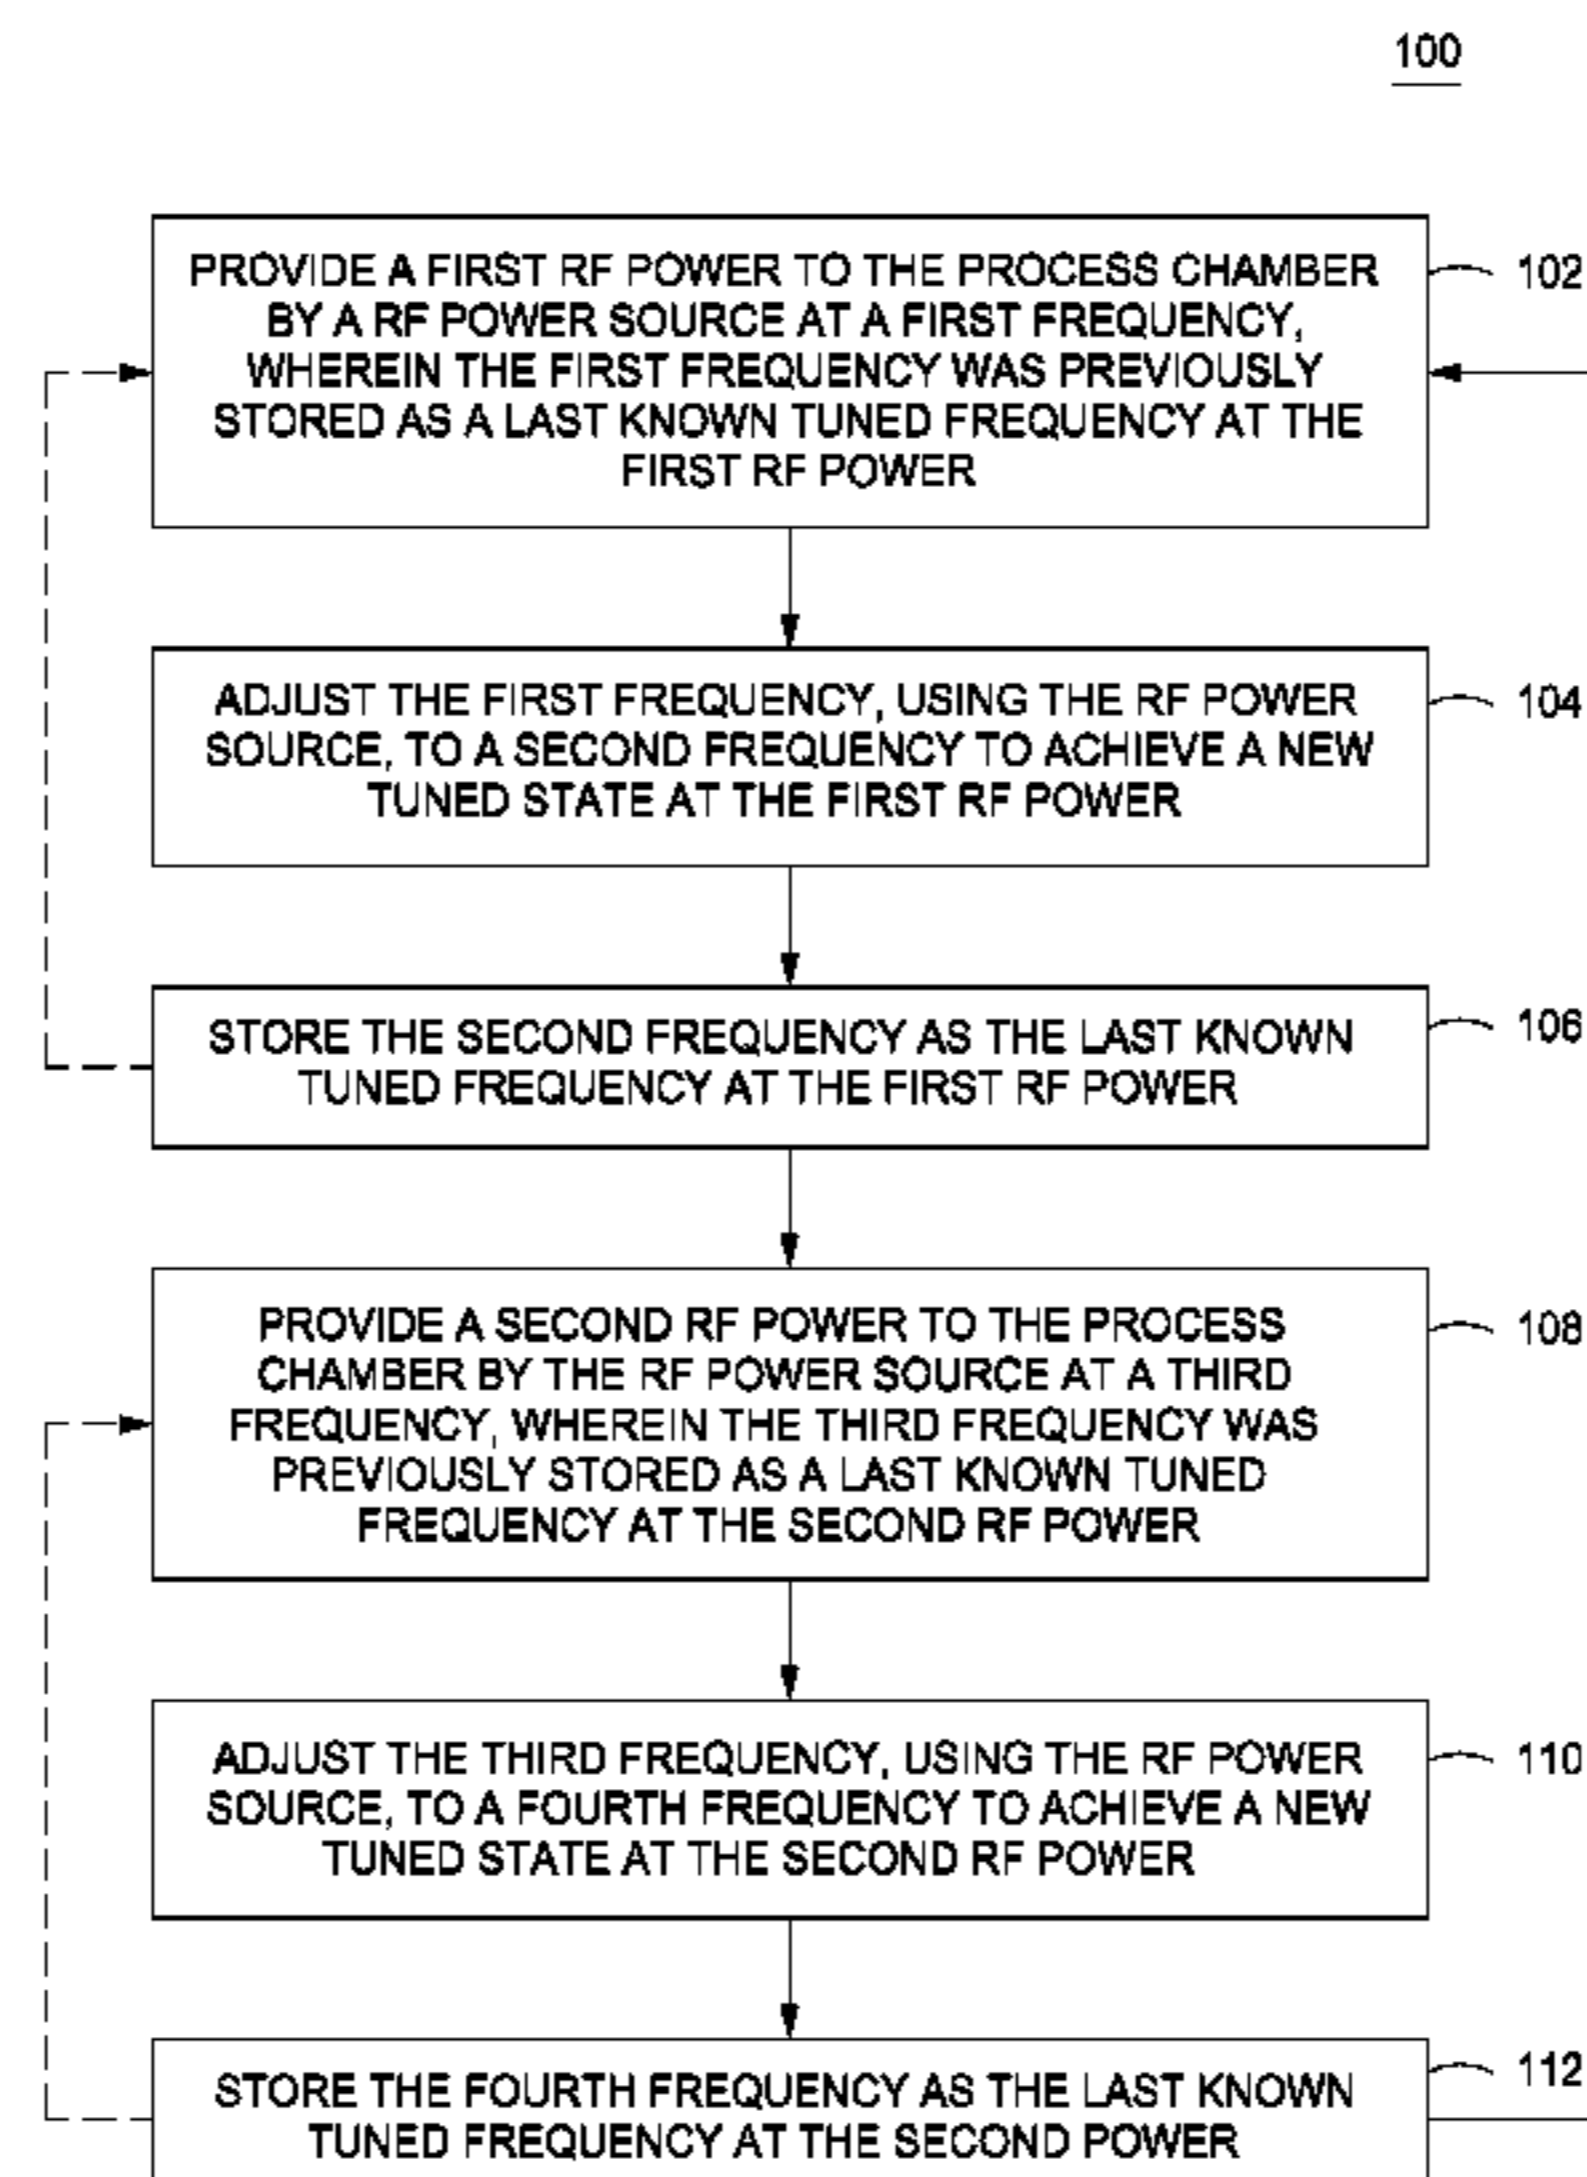 100
PROVIDE A FIRST RF POWER TO THE PROCESS CHAMBER
BY A RF POWER SOURCE AT A FIRST FREQUENCY,
WHEREIN THE FIRST FREQUENCY WAS PREVIOUSLY
STORED AS A LAST KNOWN TUNED FREQUENCY AT THE
FIRST RF POWER
102
ADJUST THE FIRST FREQUENCY, USING THE RF POWER
SOURCE, TO A SECOND FREQUENCY TO ACHIEVE A NEW
TUNED STATE AT THE FIRST RF POWER
104
STORE THE SECOND FREQUENCY AS THE LAST KNOWN
TUNED FREQUENCY AT THE FIRST RF POWER
106
PROVIDE A SECOND RF POWER TO THE PROCESS
CHAMBER BY THE RF POWER SOURCE AT A THIRD
FREQUENCY, WHEREIN THE THIRD FREQUENCY WAS
PREVIOUSLY STORED AS A LAST KNOWN TUNED
FREQUENCY AT THE SECOND RF POWER
108
ADJUST THE THIRD FREQUENCY, USING THE RF POWER
SOURCE, TO A FOURTH FREQUENCY TO ACHIEVE A NEW
TUNED STATE AT THE SECOND RF POWER
110
STORE THE FOURTH FREQUENCY AS THE LAST KNOWN
TUNED FREQUENCY AT THE SECOND POWER
112